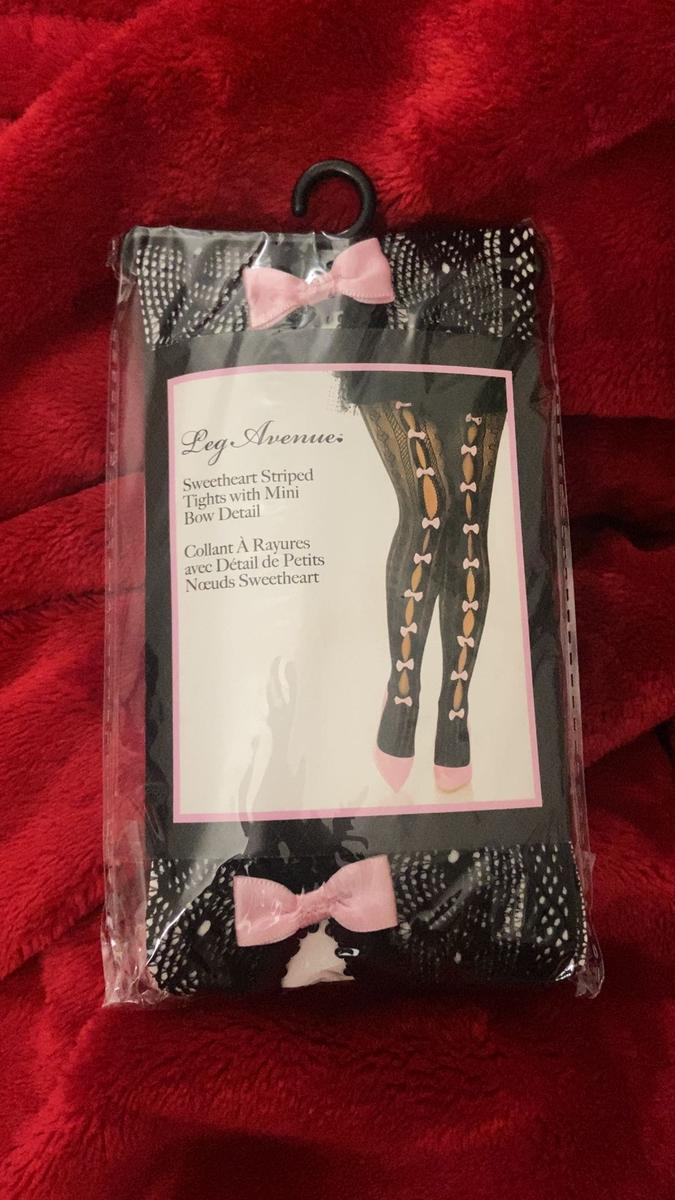 Leg Avenue
Sweetheart Striped
Tights with Mini
Bow Detail
Collant À Rayures
avec Détail de Petits
Nœuds Sweetheart